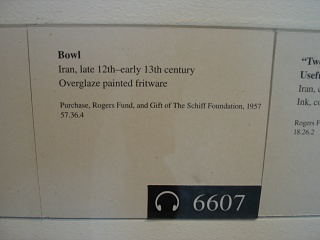 Bowl
Iran, late 12th–early 13th century
Overglaze painted fritware
Purchase, Rogers Fund, and Gift of The Schiff Foundation, 1957
57.36.4
6607
Iran,
Ink,
Rogers
18.26.2